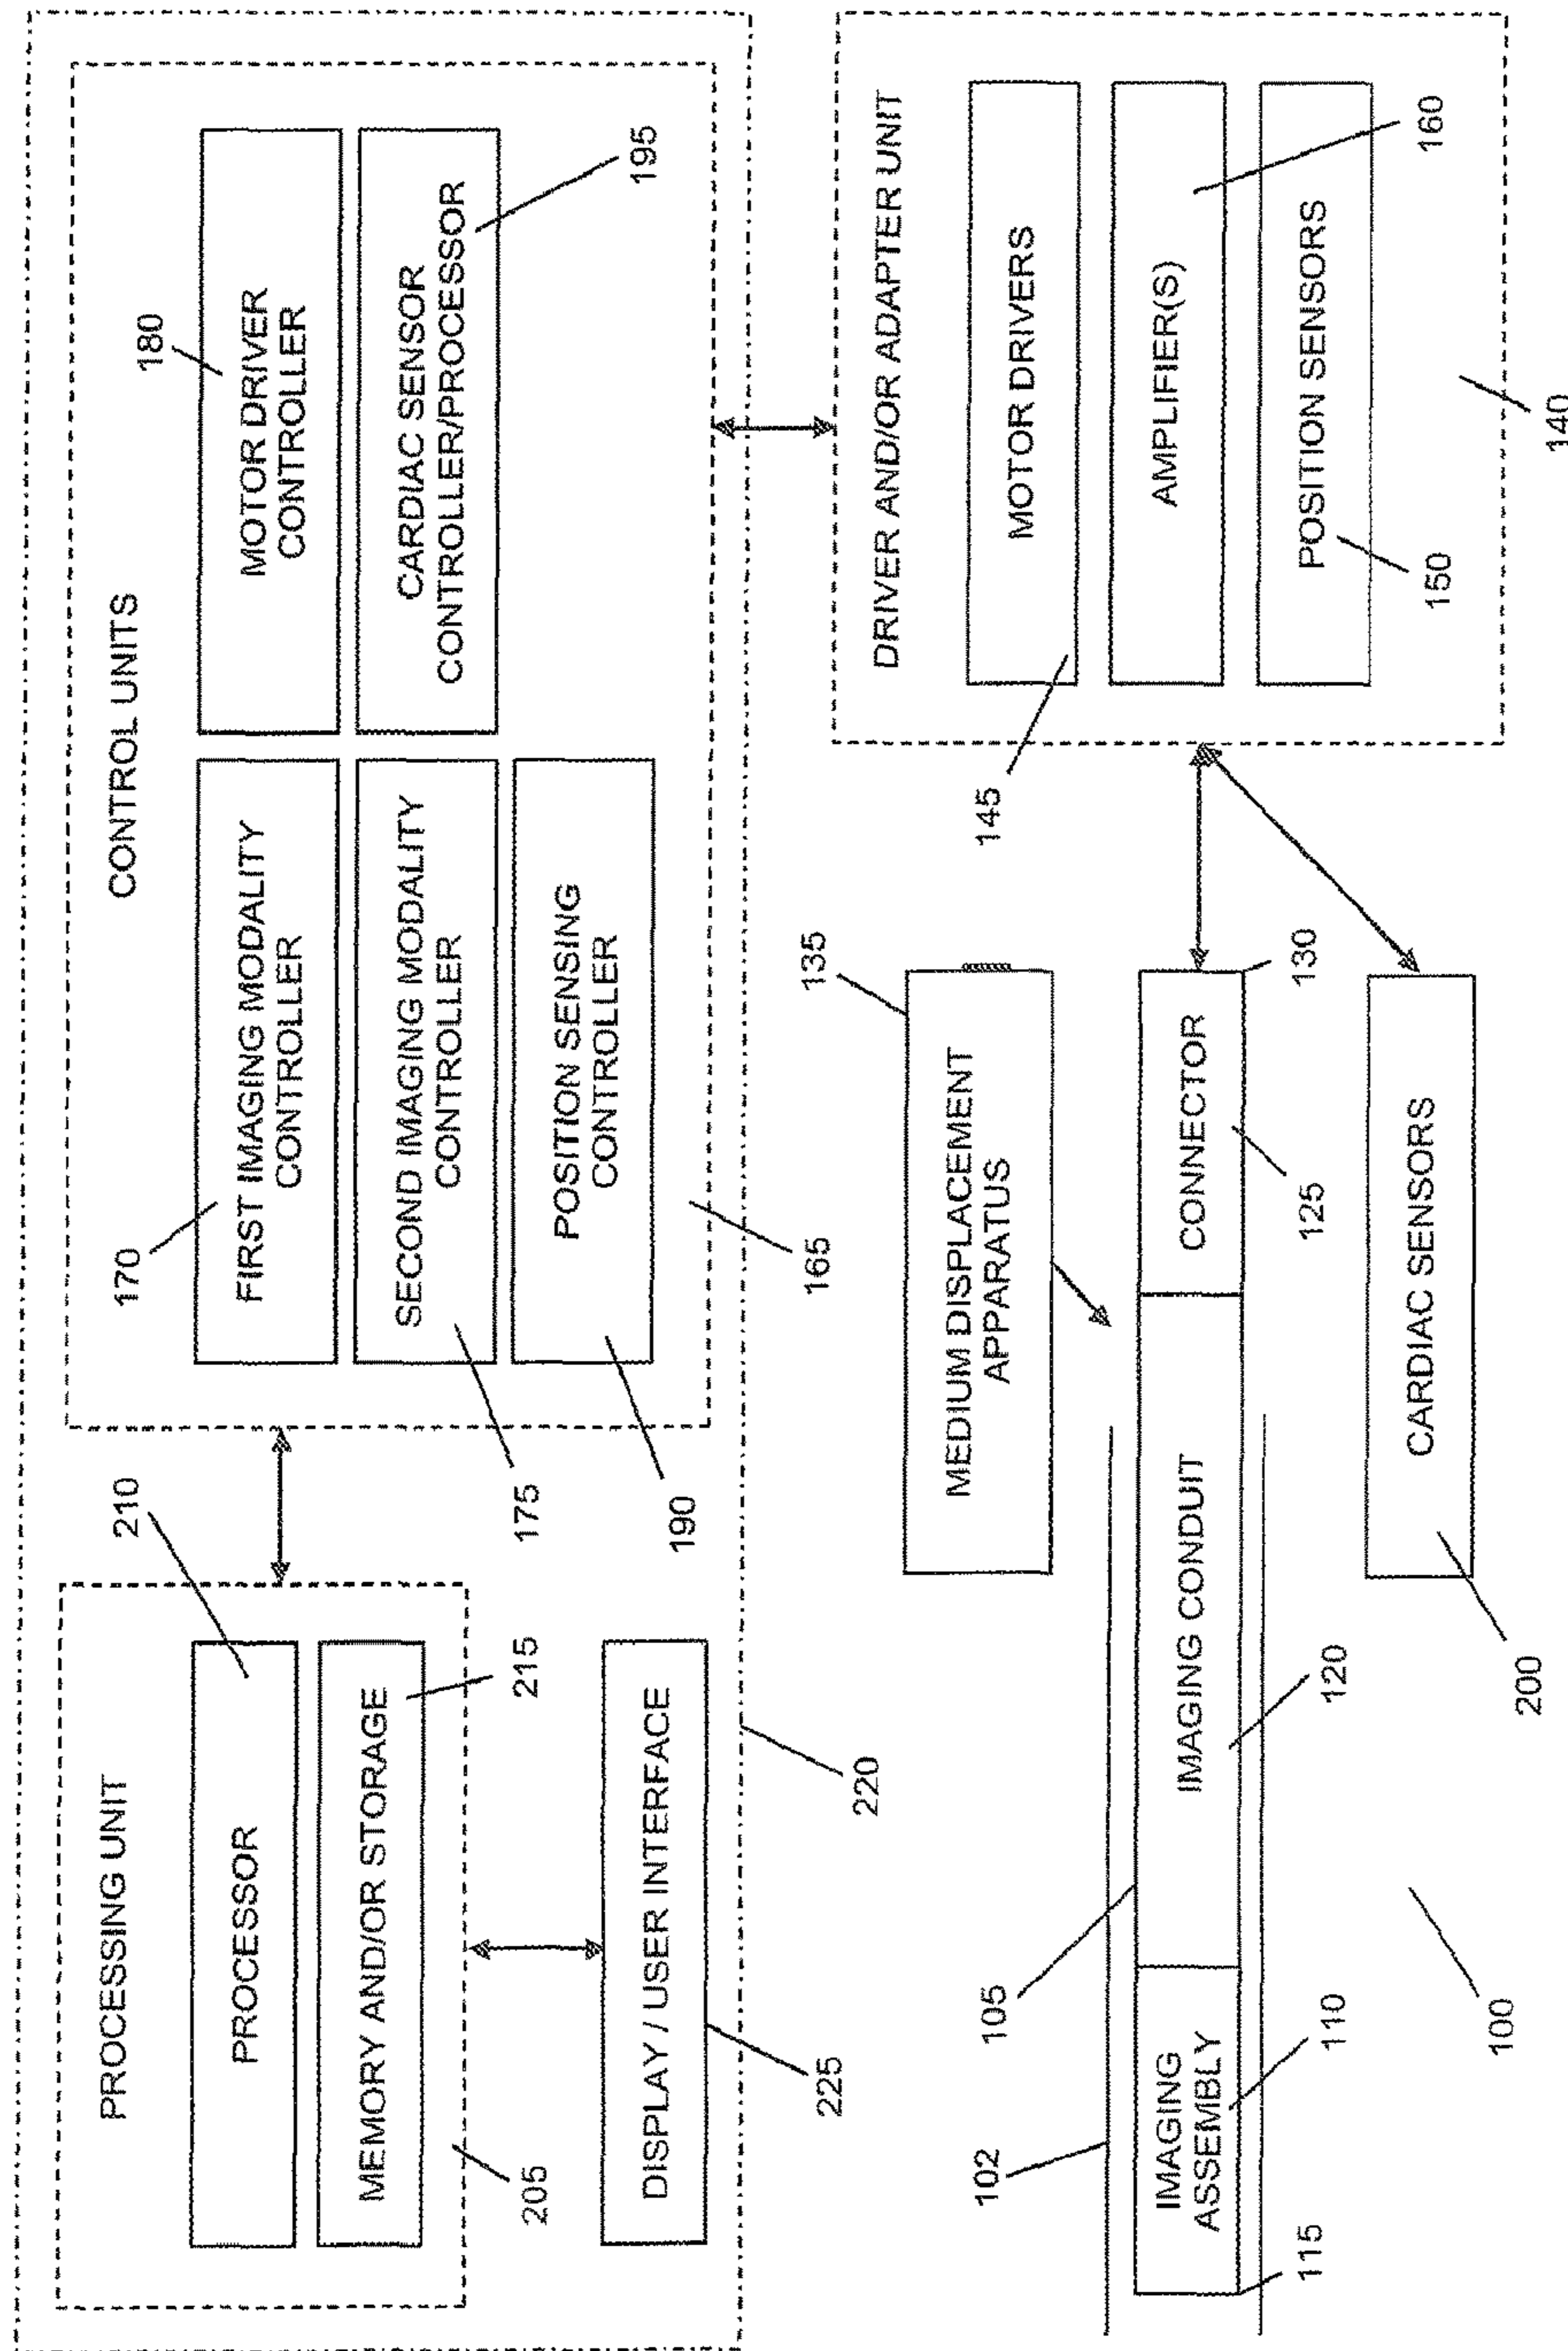 PROCESSING UNIT
PROCESSOR
210
MEMORY AND/OR STORAGE
215
205
DISPLAY / USER INTERFACE
225
220
CONTROL UNITS
170
FIRST IMAGING MODALITY
CONTROLLER
180
MOTOR DRIVER
CONTROLLER
SECOND IMAGING MODALITY
CONTROLLER
175
CARDIAC SENSOR
CONTROLLER/PROCESSOR
195
POSITION SENSING
CONTROLLER
190
165
102
105
IMAGING
ASSEMBLY
115
110
IMAGING CONDUIT
120
100
MEDIUM DISPLACEMENT
APPARATUS
135
CONNECTOR
125
130
CARDIAC SENSORS
200
DRIVER AND/OR ADAPTER UNIT
MOTOR DRIVERS
145
AMPLIFIER(S)
160
POSITION SENSORS
150
140